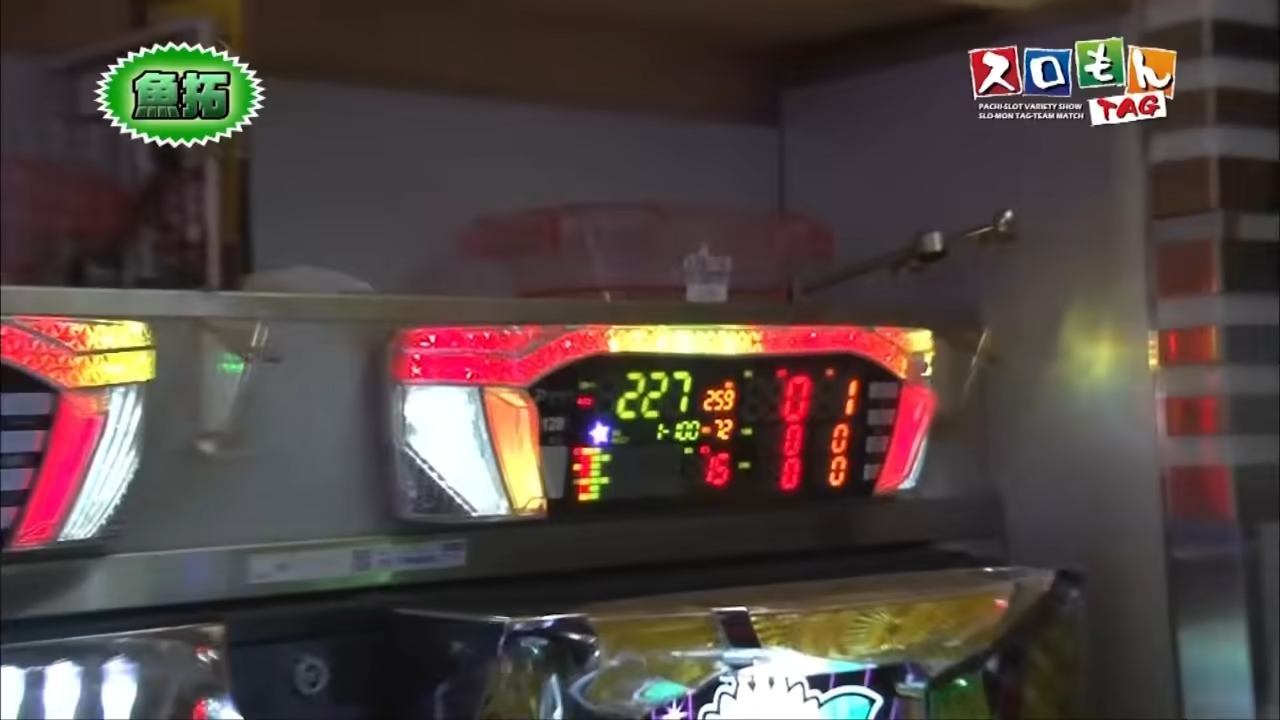 魚拓
スロもん
PACHI-SLOT VARIETY SHOW
SLO-MON TAG-TEAM MATCH
TAG
227 259 0 1
1-100 -72 0 0
15 0 0